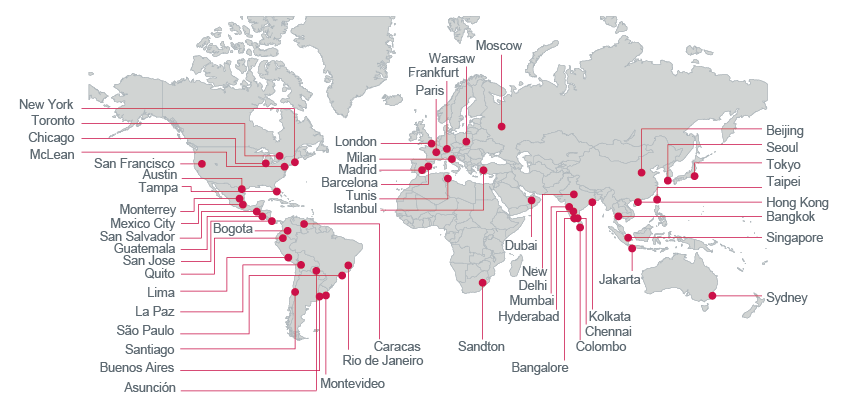 Moscow
Warsaw
Frankfurt
Paris
New York
Toronto
Chicago
McLean
San Francisco
Austin
Tampa
Monterrey
Mexico City
San Salvador
Guatemala
San Jose
Quito
Bogota
Lima
La Paz
São Paulo
Santiago
Buenos Aires
Asunción
London
Milan
Madrid
Barcelona
Tunis
Istanbul
Caracas
Rio de Janeiro
Montevideo
Sandton
Dubai
New
Delhi
Mumbai
Hyderabad
Bangalore
Kolkata
Chennai
Colombo
Jakarta
Beijing
Seoul
Tokyo
Taipei
Hong Kong
Bangkok
Singapore
Sydney